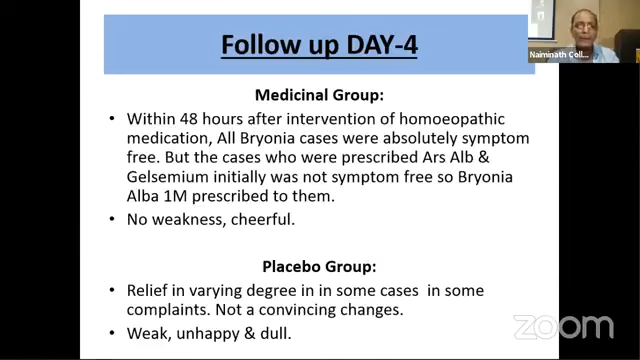 Follow up DAY-4
Naiminath Coll...
Medicinal Group:
• Within 48 hours after intervention of homoeopathic
medication, All Bryonia cases were absolutely symptom
free. But the cases who were prescribed Ars Alb &
Gelsemium initially was not symptom free so Bryonia
Alba 1M prescribed to them.
• No weakness, cheerful.
Placebo Group:
• Relief in varying degree in in some cases in some
complaints. Not a convincing changes.
• Weak, unhappy & dull.
zoom